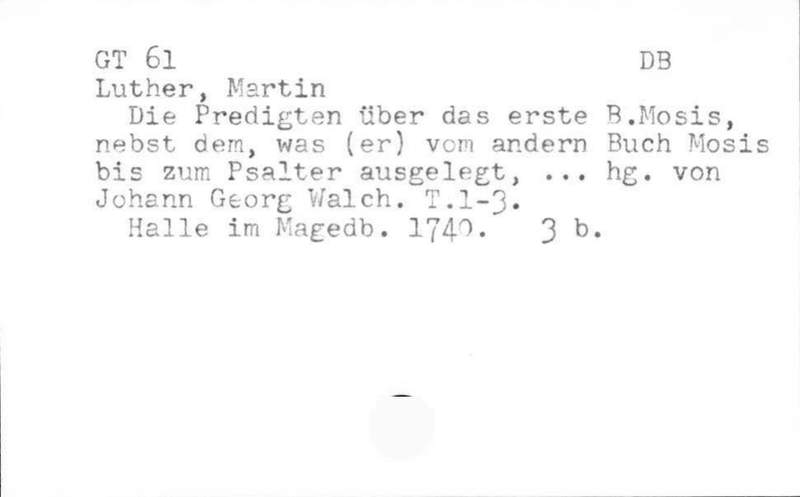 GT 61 DB
Luther, Martin
Die Predigten über das erste B.Mosis,
nebst dem, was (er) vom andern Buch Mosis
bis zum Psalter ausgelegt, ... hg. von
Johann Georg Walch. T.1-3.
Halle im Magedb. 1740. 3 b.